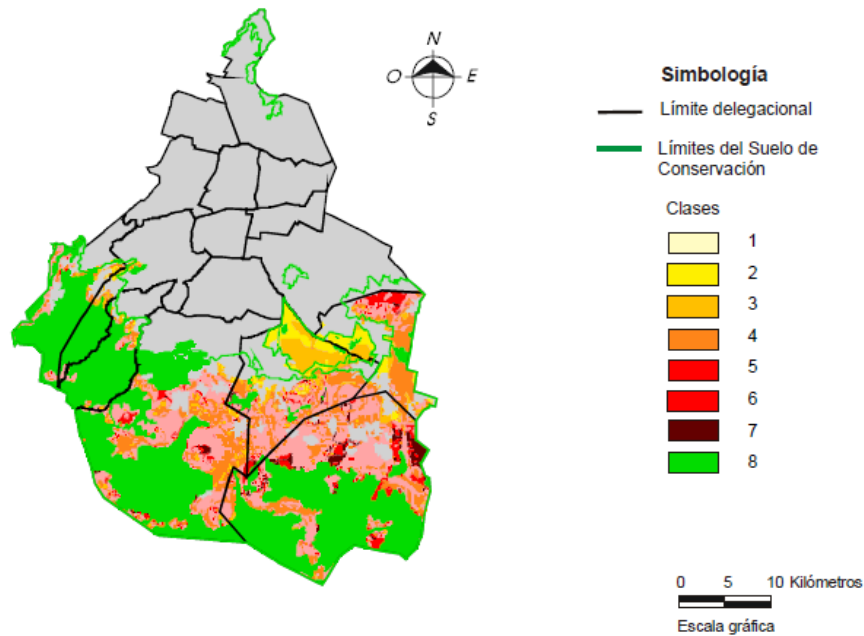 N
O
E
S
Simbología
Límite delegacional
Límites del Suelo de
Conservación
Clases
1
2
3
4
5
6
7
8
0 5 10 Kilómetros
Escala gráfica